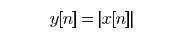 y[n] = |x[n]|